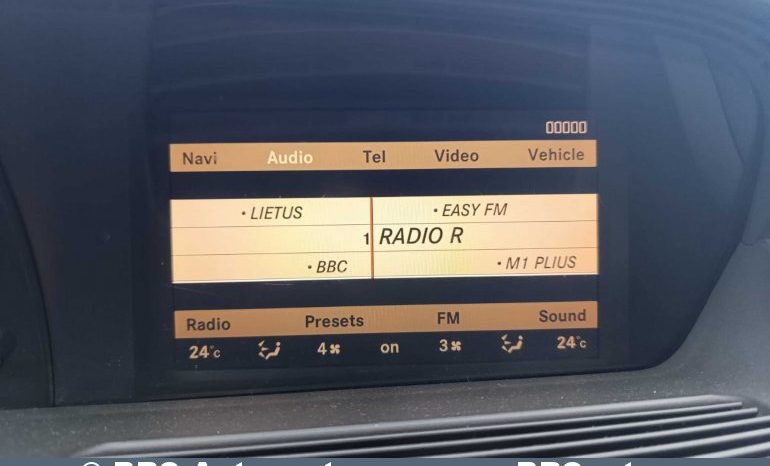 00000
Navi Audio Tel Video Vehicle
• LIETUS • EASY FM
1 RADIO R
• BBC • M1 PLIUS
Radio Presets FM Sound
24°C 4 on 3 24°C